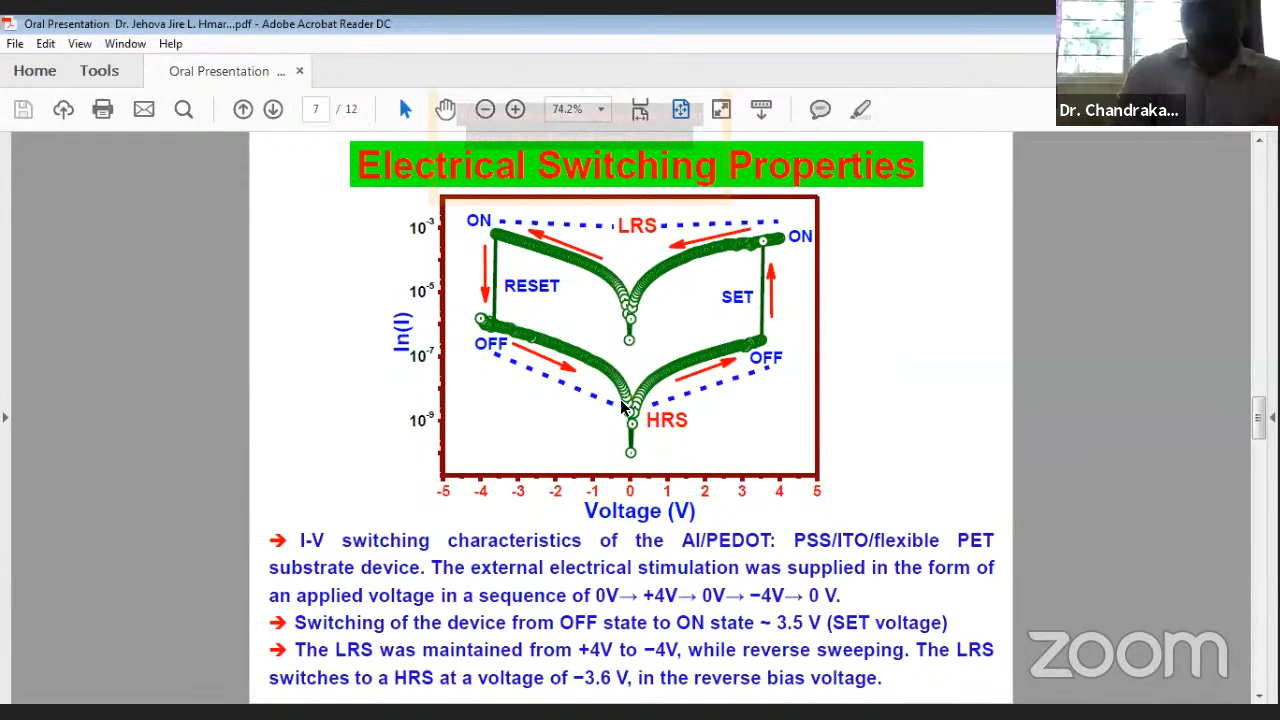 Oral Presentation Dr. Jehova Jire L. Hmar...pdf - Adobe Acrobat Reader DC
File Edit View Window Help
Home Tools Oral Presentation ... ×
7 / 12 74.2%
Dr. Chandraka...
Electrical Switching Properties
ON LRS ON
10-3
RESET SET
10-5
ln(I)
OFF OFF
10-7
HRS
10-9
-5 -4 -3 -2 -1 0 1 2 3 4 5
Voltage (V)
➔ I-V switching characteristics of the Al/PEDOT: PSS/ITO/flexible PET
substrate device. The external electrical stimulation was supplied in the form of
an applied voltage in a sequence of 0V→ +4V→ 0V→ −4V→ 0 V.
➔ Switching of the device from OFF state to ON state ~ 3.5 V (SET voltage)
➔ The LRS was maintained from +4V to −4V, while reverse sweeping. The LRS
switches to a HRS at a voltage of −3.6 V, in the reverse bias voltage.
zoom